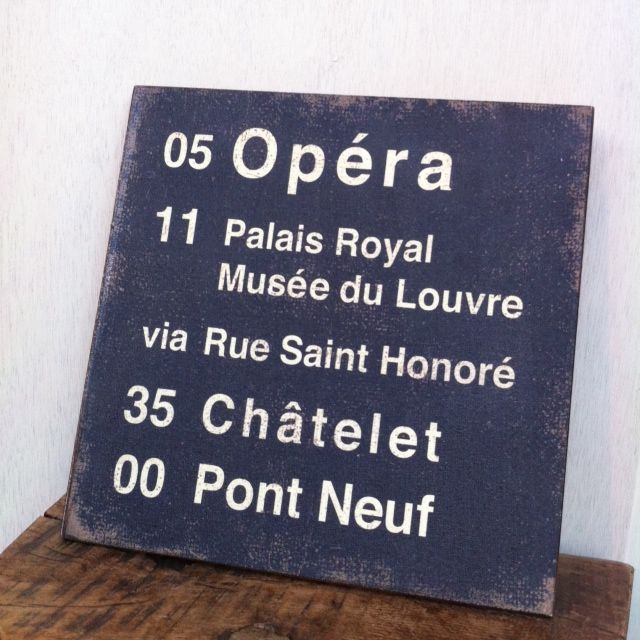 05 Opéra
11 Palais Royal
Musée du Louvre
via Rue Saint Honoré
35 Châtelet
00 Pont Neuf